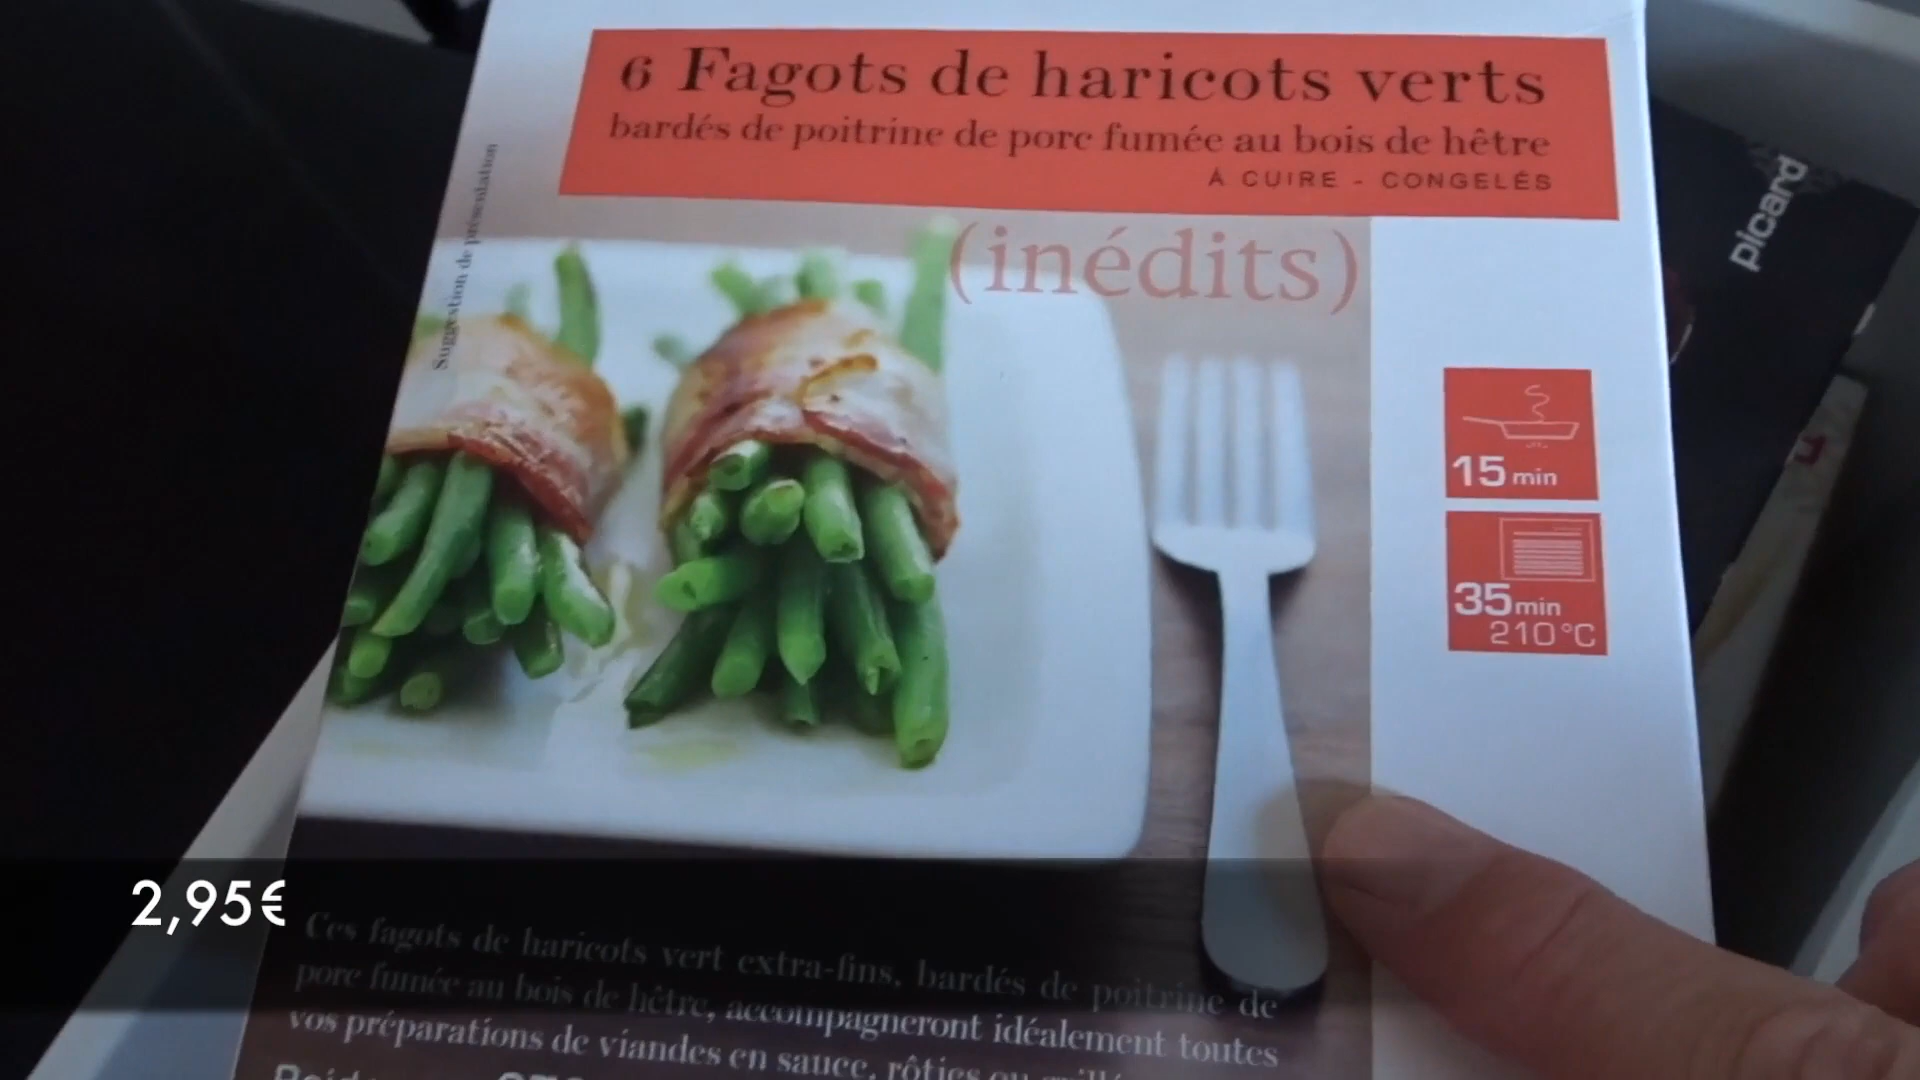 6 Fagots de haricots verts
bardés de poitrine de porc fumée au bois de hêtre
À CUIRE - CONGELÉS
(inédits)
Suggestion de présentation
picard
15 min
35 min
210°C
2,95€
Ces fagots de haricots vert extra-fins, bardés de poitrine de
porc fumée au bois de hêtre, accompagneront idéalement toutes
vos préparations de viandes en sauce, rôties ou